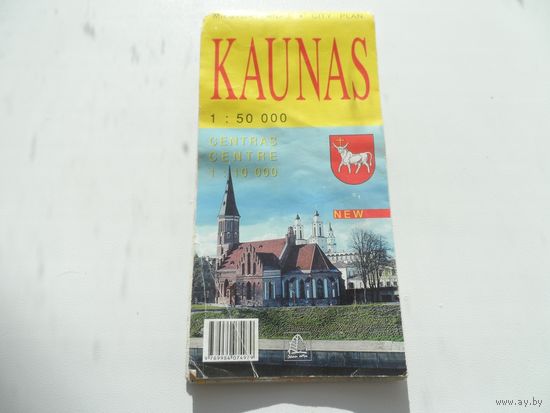 CITY PLAN
KAUNAS
1 : 50 000
CENTRAS
CENTRE
1 : 10 000
NEW
www.ay.by